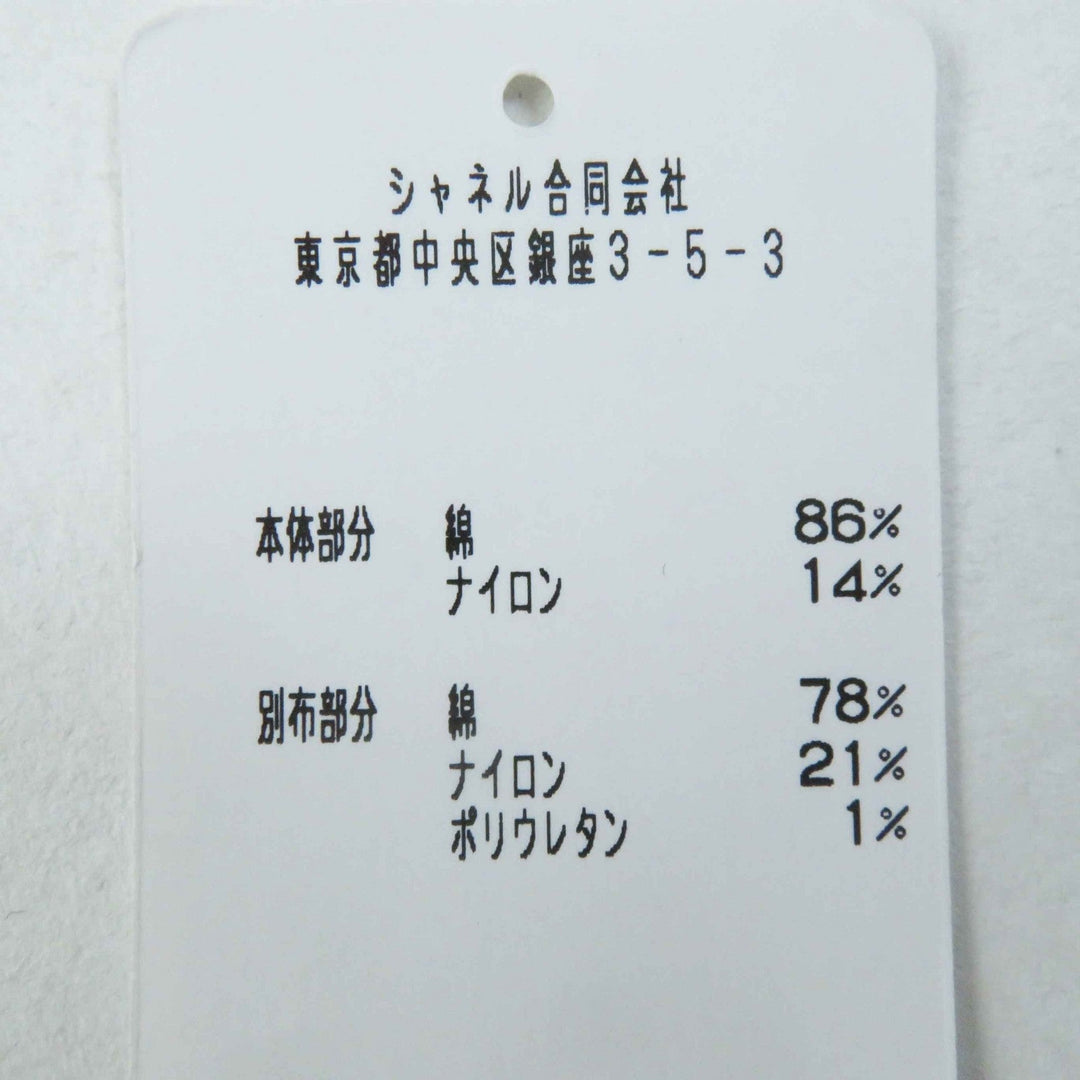 シャネル合同会社
東京都中央区銀座3-5-3
本体部分 綿 86%
ナイロン 14%
別布部分 綿 78%
ナイロン 21%
ポリウレタン 1%